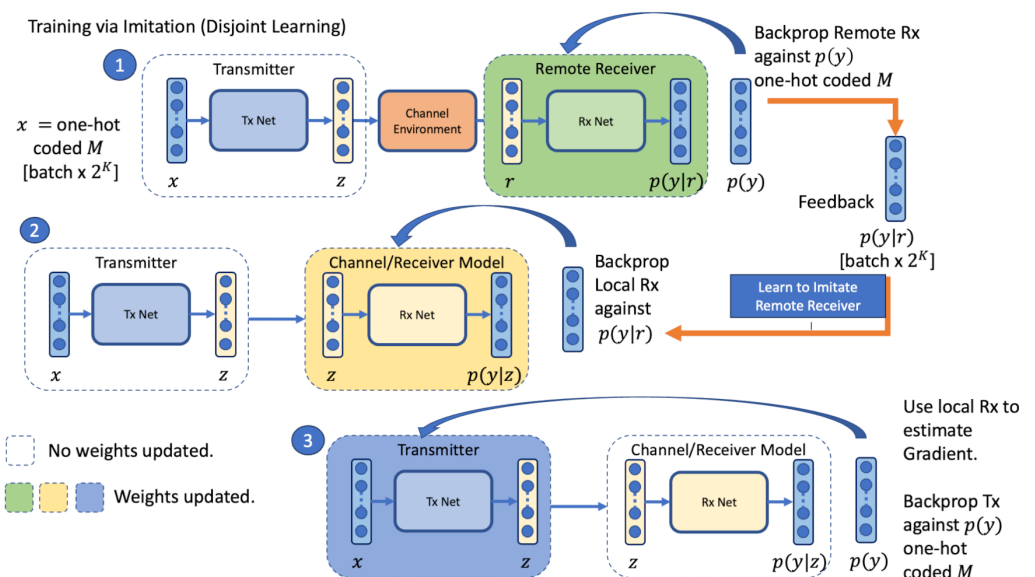 Training via Imitation (Disjoint Learning)
1
Transmitter
Tx Net
x
z
x = one-hot
coded M
[batch x 2^K]
Channel
Environment
Remote Receiver
Rx Net
r
p(y|r)
p(y)
Backprop Remote Rx
against p(y)
one-hot coded M
Feedback
p(y|r)
[batch x 2^K]
Learn to Imitate
Remote Receiver
2
Transmitter
Tx Net
x
z
Channel/Receiver Model
Rx Net
z
p(y|z)
Backprop
Local Rx
against
p(y|r)
No weights updated.
Weights updated.
3
Transmitter
Tx Net
x
z
Channel/Receiver Model
Rx Net
z
p(y|z)
p(y)
Use local Rx to
estimate
Gradient.
Backprop Tx
against p(y)
one-hot
coded M